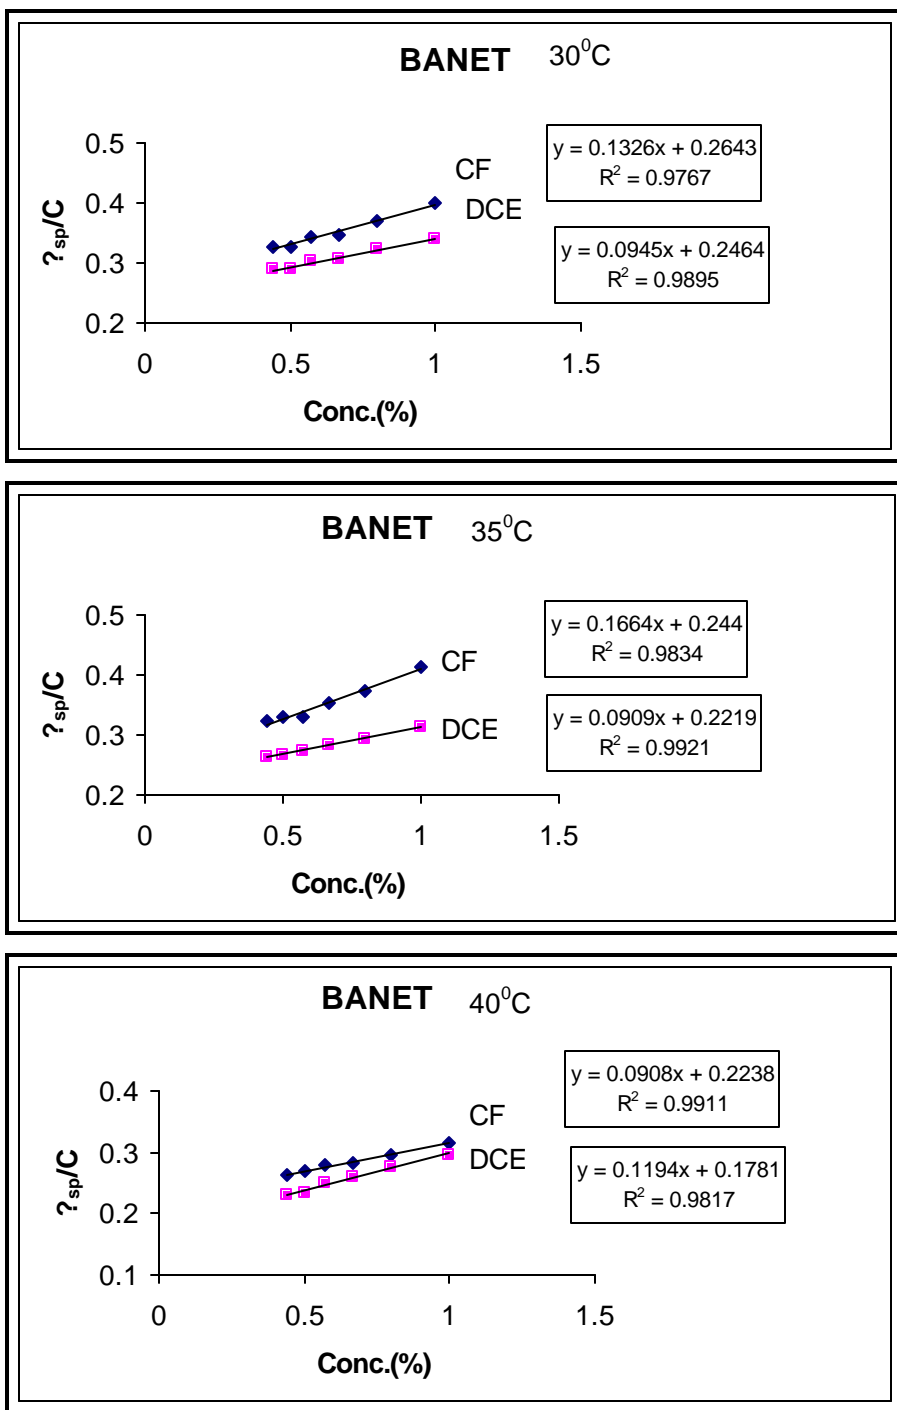 BANET 30⁰C
y = 0.1326x + 0.2643
R² = 0.9767
y = 0.0945x + 0.2464
R² = 0.9895
CF
DCE
0.5
0.4
0.3
0.2
?sp/C
0 0.5 1 1.5
Conc.(%)
BANET 35⁰C
y = 0.1664x + 0.244
R² = 0.9834
y = 0.0909x + 0.2219
R² = 0.9921
CF
DCE
0.5
0.4
0.3
0.2
?sp/C
0 0.5 1 1.5
Conc.(%)
BANET 40⁰C
y = 0.0908x + 0.2238
R² = 0.9911
y = 0.1194x + 0.1781
R² = 0.9817
CF
DCE
0.4
0.3
0.2
0.1
?sp/C
0 0.5 1 1.5
Conc.(%)